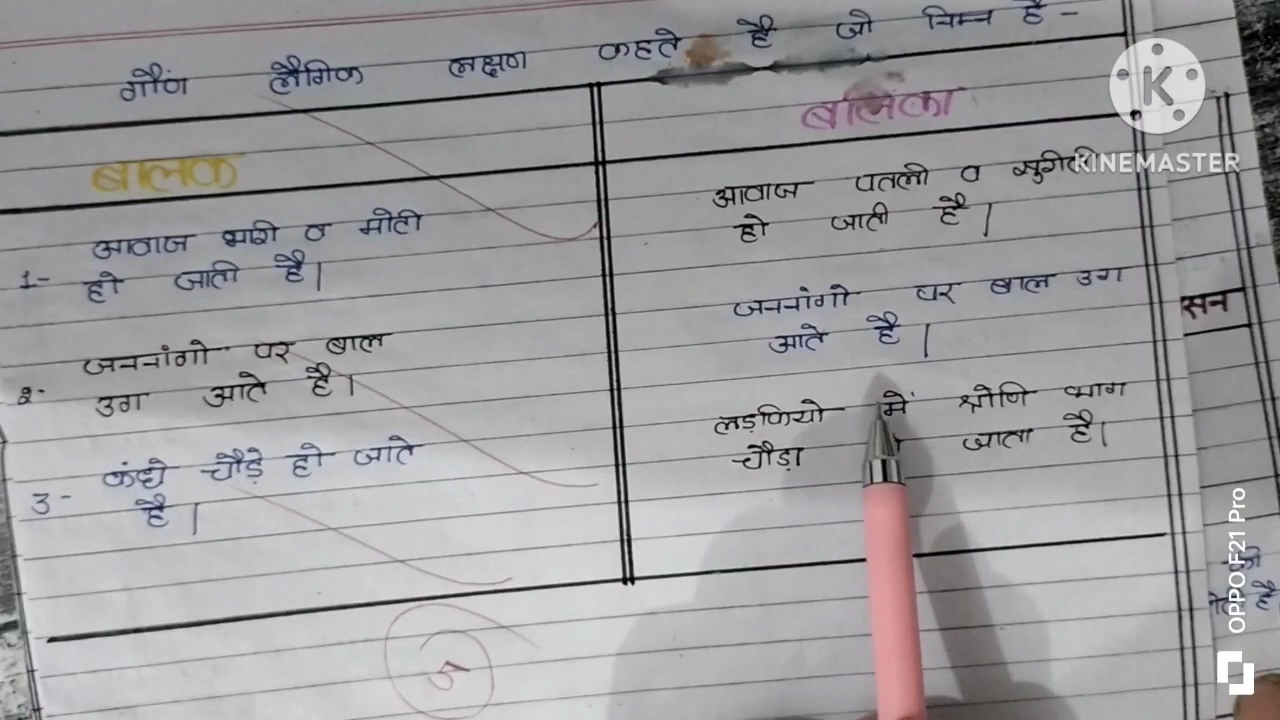 गौण लैगिक लक्षण कहते है जो निम्न है -
बालक
1- आवाज भारी व मोटी
हो जाती है।
2- जननांगो पर बाल
उग आते है।
3- कंधे चौड़े हो जाते
है।
बालिका
आवाज पतली व सुरीली
हो जाती है।
जननांगो पर बाल उग
आते है।
लड़कियो में श्रोणि भाग
चौड़ा जाता है।
सन
K
KINEMASTER
OPPO F21 Pro